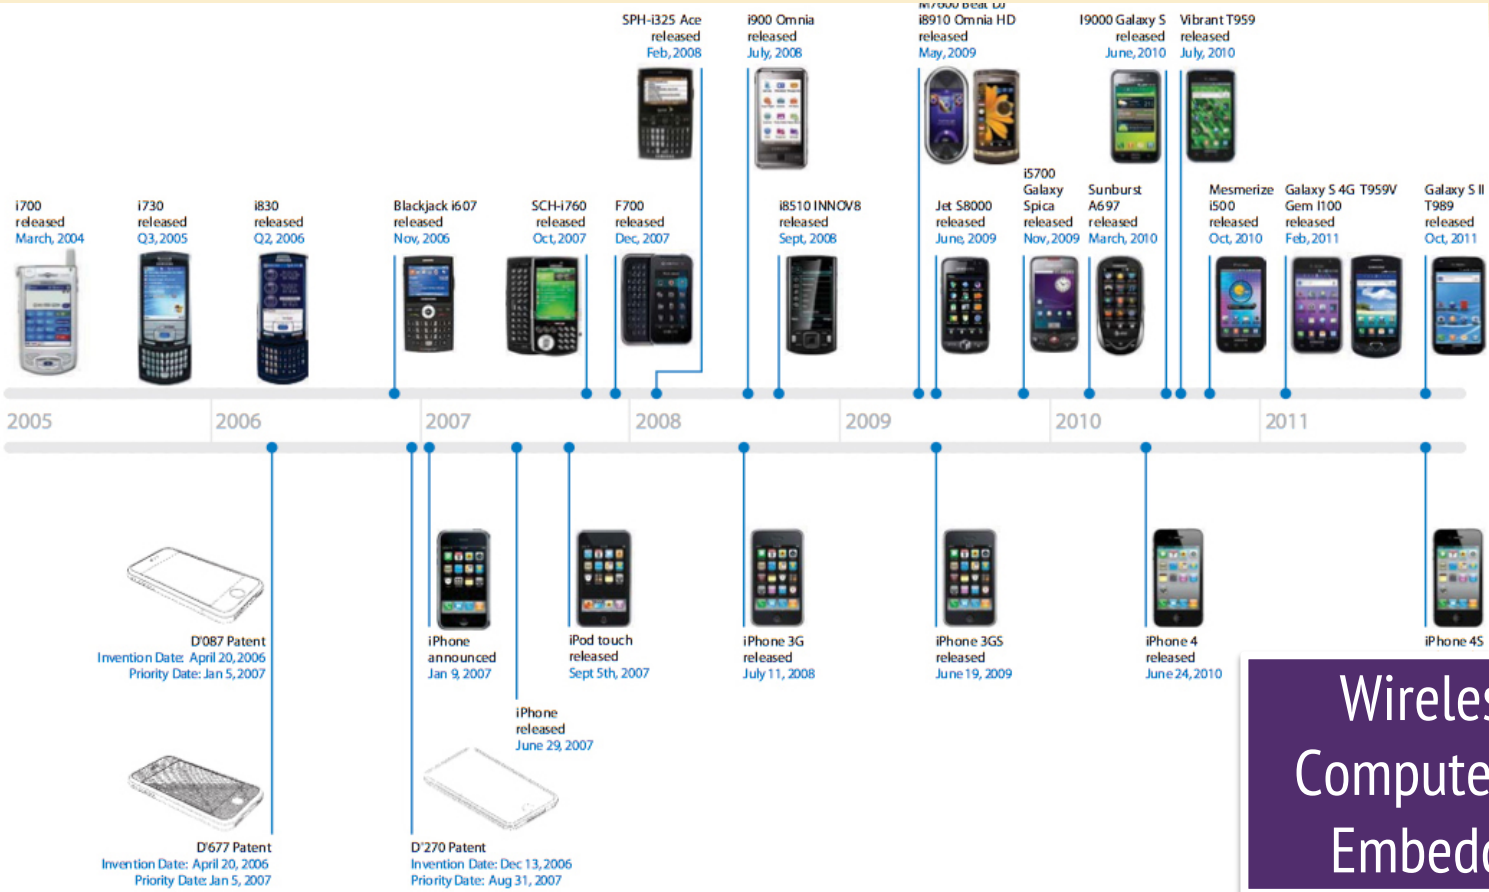 SPH-i325 Ace
released
Feb, 2008
i900 Omnia
released
July, 2008
M7600 Beat DJ
i8910 Omnia HD
released
May, 2009
I9000 Galaxy S
released
June, 2010
Vibrant T959
released
July, 2010
i700
released
March, 2004
i730
released
Q3, 2005
i830
released
Q2, 2006
Blackjack i607
released
Nov, 2006
SCH-i760
released
Oct, 2007
F700
released
Dec, 2007
i8510 INNOV8
released
Sept, 2008
Jet S8000
released
June, 2009
i5700
Galaxy
Spica
released
Nov, 2009
Sunburst
A697
released
March, 2010
Mesmerize
i500
released
Oct, 2010
Galaxy S 4G T959V
Gem I100
released
Feb, 2011
Galaxy S II
T989
released
Oct, 2011
2005
2006
2007
2008
2009
2010
2011
D'087 Patent
Invention Date: April 20, 2006
Priority Date: Jan 5, 2007
iPhone
announced
Jan 9, 2007
iPod touch
released
Sept 5th, 2007
iPhone 3G
released
July 11, 2008
iPhone 3GS
released
June 19, 2009
iPhone 4
released
June 24, 2010
iPhone 4S
iPhone
released
June 29, 2007
D'677 Patent
Invention Date: April 20, 2006
Priority Date: Jan 5, 2007
D'270 Patent
Invention Date: Dec 13, 2006
Priority Date: Aug 31, 2007
Wireles
Compute
Embedd